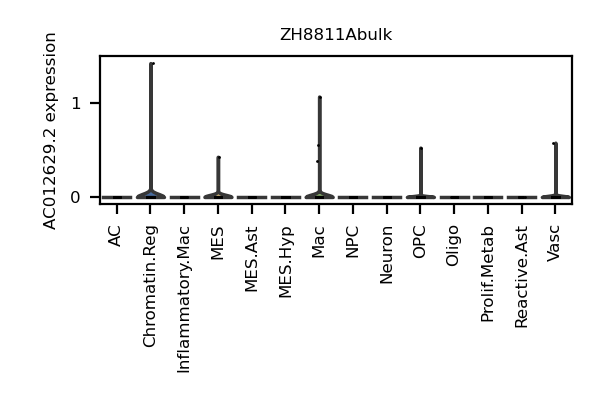 ZH8811Abulk
AC012629.2 expression
1
0
AC
Chromatin.Reg
Inflammatory.Mac
MES
MES.Ast
MES.Hyp
Mac
NPC
Neuron
OPC
Oligo
Prolif.Metab
Reactive.Ast
Vasc